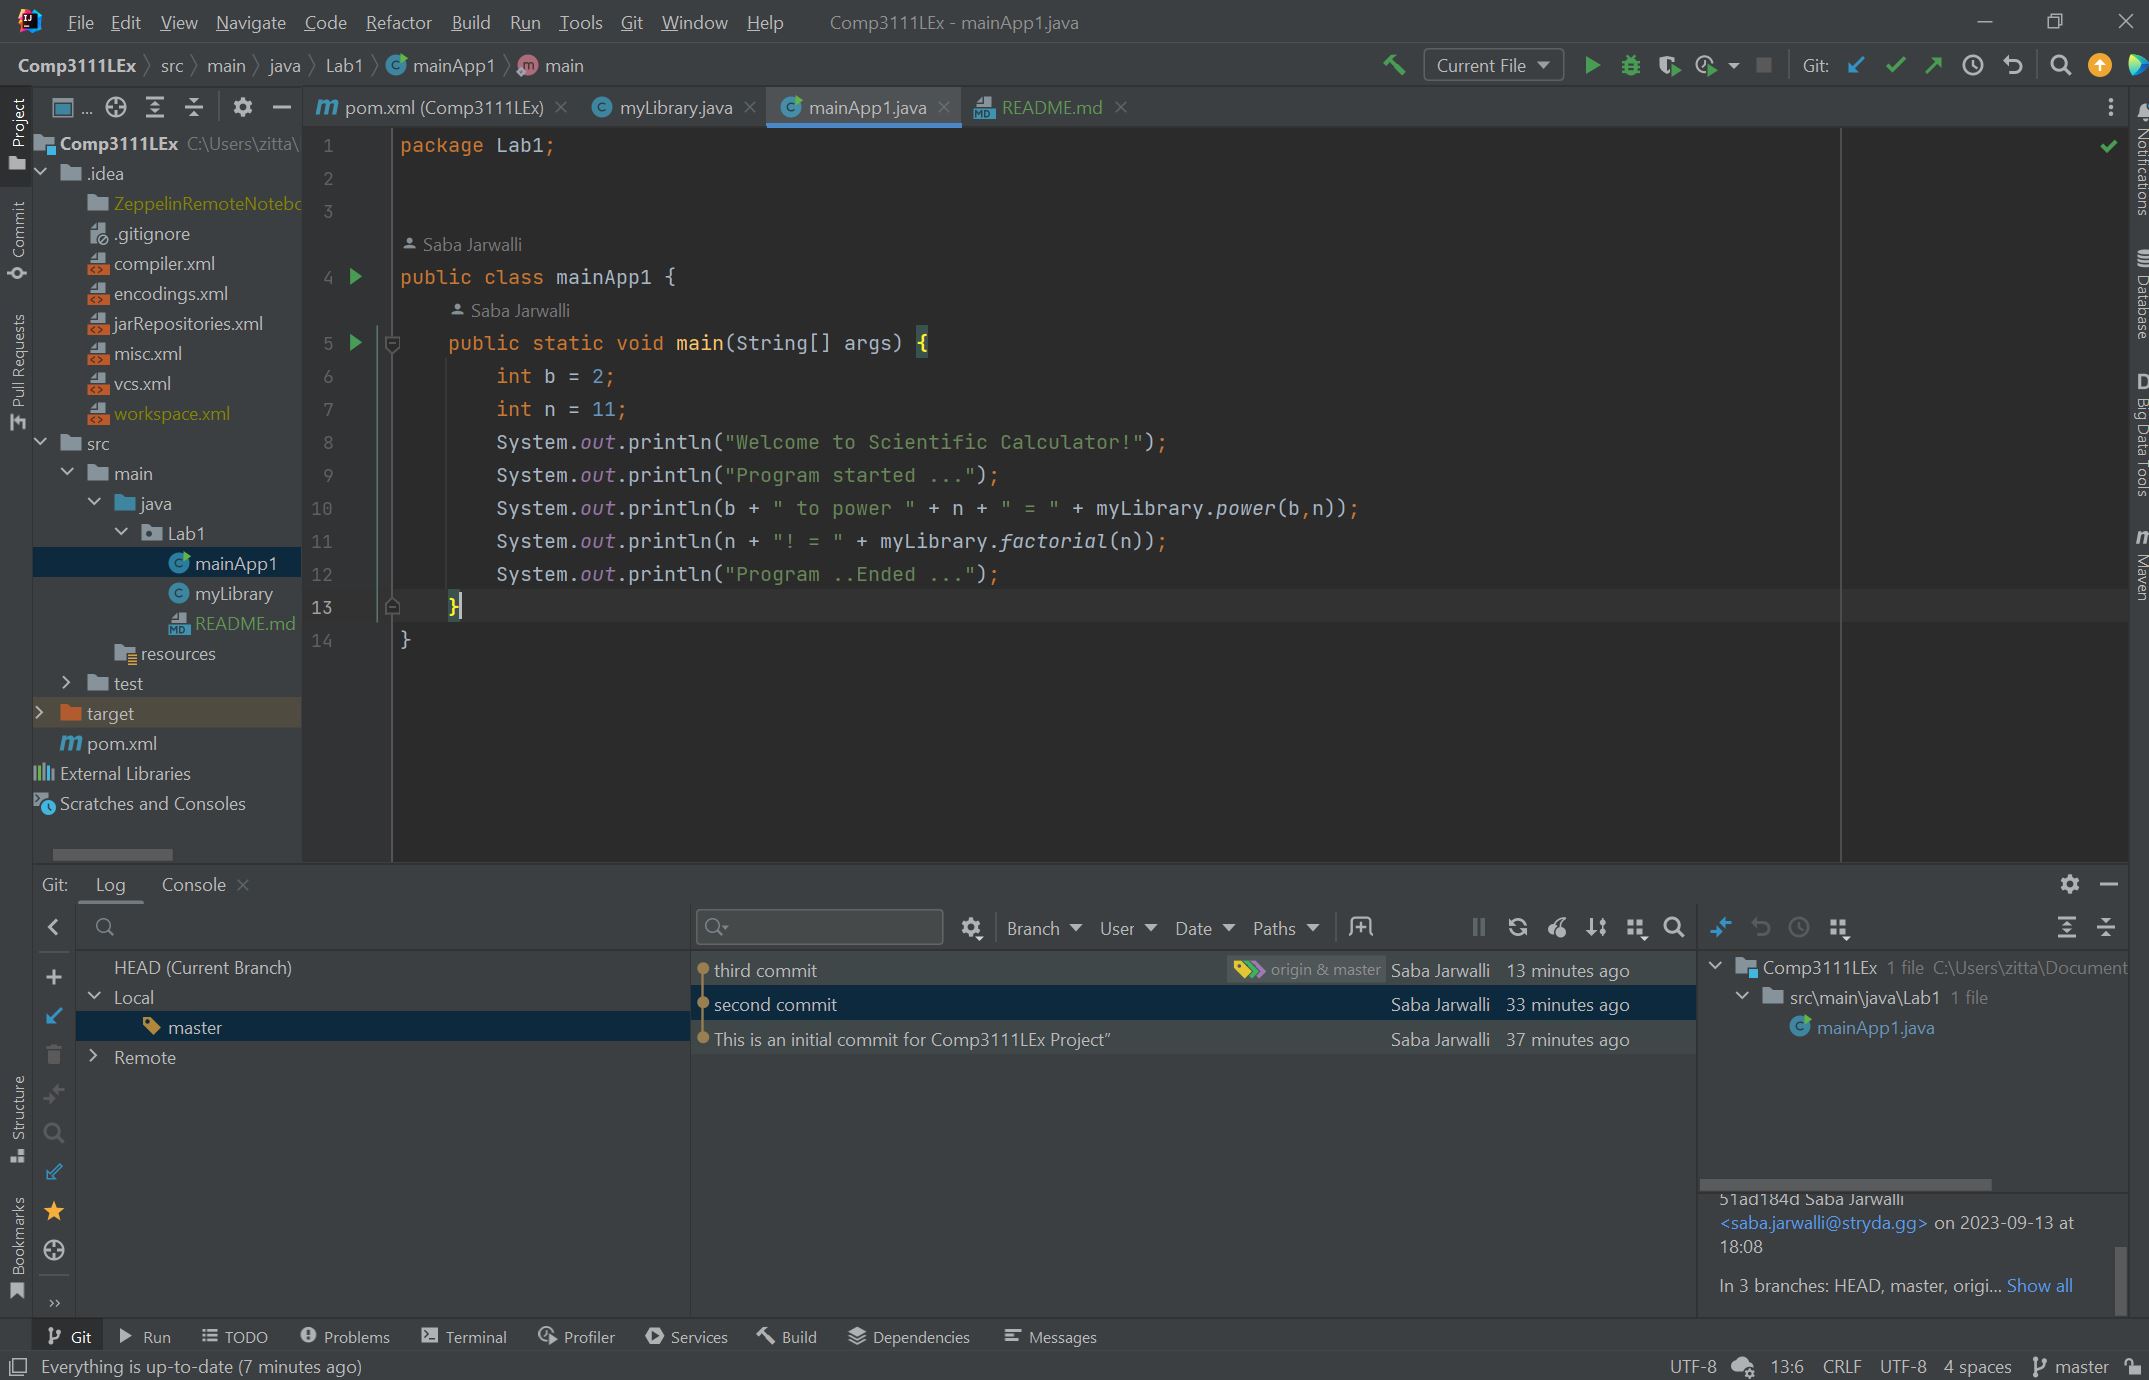 File Edit View Navigate Code Refactor Build Run Tools Git Window Help Comp3111LEx - mainApp1.java
Comp3111LEx src main java Lab1 mainApp1 main Current File Git:
Project
Commit
Pull Requests
Structure
Bookmarks
...
Comp3111LEx C:\Users\zitta\
.idea
ZeppelinRemoteNotebo
.gitignore
compiler.xml
encodings.xml
jarRepositories.xml
misc.xml
vcs.xml
workspace.xml
src
main
java
Lab1
mainApp1
myLibrary
README.md
resources
test
target
pom.xml
External Libraries
Scratches and Consoles
pom.xml (Comp3111LEx) myLibrary.java mainApp1.java README.md
1 package Lab1;
2
3
Saba Jarwalli
4 public class mainApp1 {
Saba Jarwalli
5 public static void main(String[] args) {
6 int b = 2;
7 int n = 11;
8 System.out.println("Welcome to Scientific Calculator!");
9 System.out.println("Program started ...");
10 System.out.println(b + " to power " + n + " = " + myLibrary.power(b,n));
11 System.out.println(n + "! = " + myLibrary.factorial(n));
12 System.out.println("Program ..Ended ...");
13 }
14 }
Notifications
Database
Big Data Tools
Maven
Git: Log Console
HEAD (Current Branch)
Local
master
Remote
Branch User Date Paths
third commit origin & master Saba Jarwalli 13 minutes ago
second commit Saba Jarwalli 33 minutes ago
This is an initial commit for Comp3111LEx Project” Saba Jarwalli 37 minutes ago
Comp3111LEx 1 file C:\Users\zitta\Document
src\main\java\Lab1 1 file
mainApp1.java
51ad184d Saba Jarwalli
<saba.jarwalli@stryda.gg> on 2023-09-13 at
18:08
In 3 branches: HEAD, master, origi... Show all
Git Run TODO Problems Terminal Profiler Services Build Dependencies Messages
Everything is up-to-date (7 minutes ago) UTF-8 13:6 CRLF UTF-8 4 spaces master